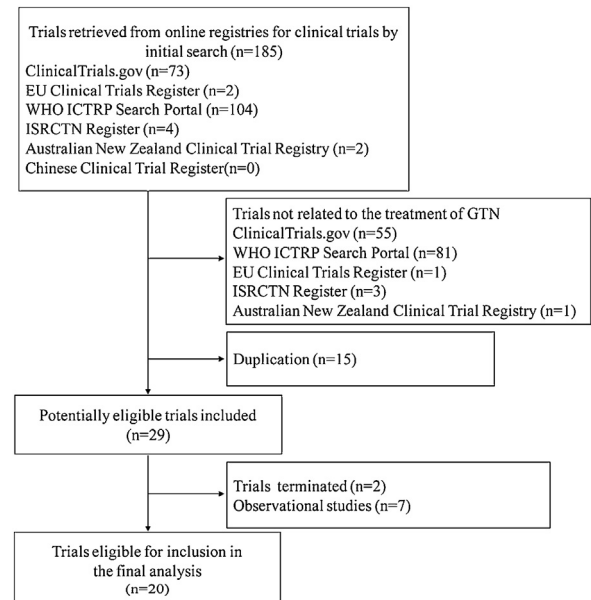 Trials retrieved from online registries for clinical trials by
initial search (n=185)
ClinicalTrials.gov (n=73)
EU Clinical Trials Register (n=2)
WHO ICTRP Search Portal (n=104)
ISRCTN Register (n=4)
Australian New Zealand Clinical Trial Registry (n=2)
Chinese Clinical Trial Register(n=0)
Trials not related to the treatment of GTN
ClinicalTrials.gov (n=55)
WHO ICTRP Search Portal (n=81)
EU Clinical Trials Register (n=1)
ISRCTN Register (n=3)
Australian New Zealand Clinical Trial Registry (n=1)
Duplication (n=15)
Potentially eligible trials included
(n=29)
Trials terminated (n=2)
Observational studies (n=7)
Trials eligible for inclusion in
the final analysis
(n=20)